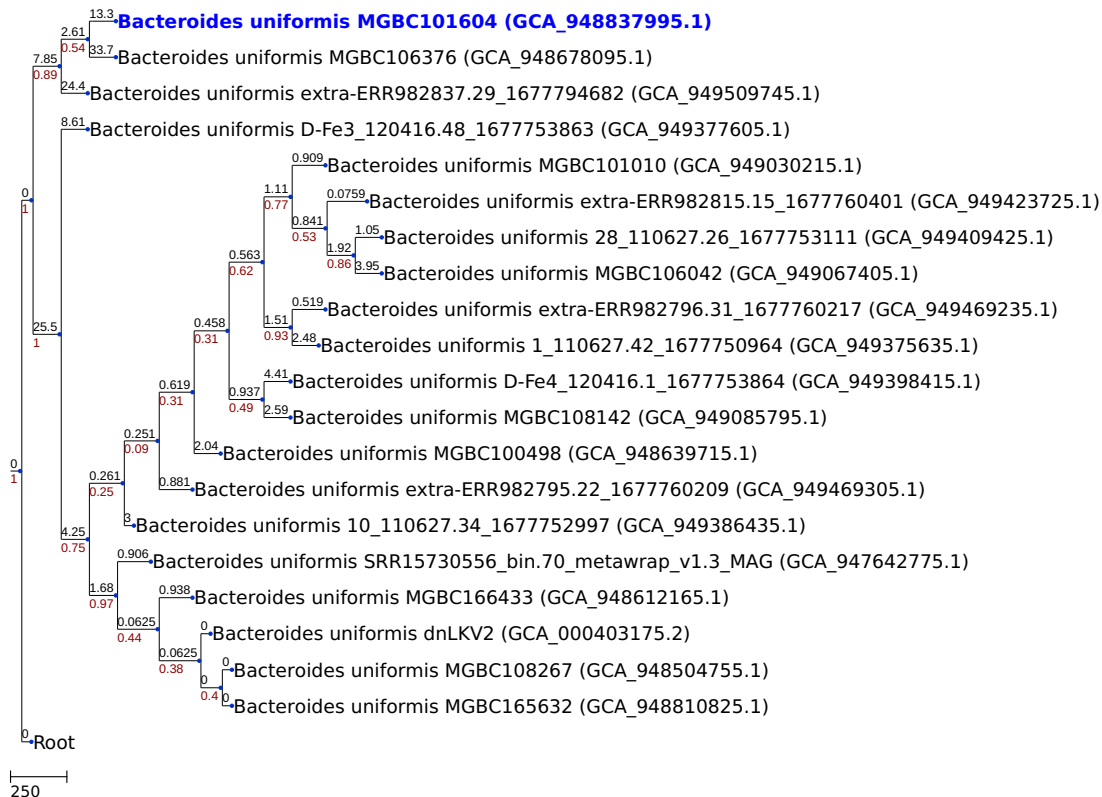 13.3
Bacteroides uniformis MGBC101604 (GCA_948837995.1)
2.61
0.54
33.7
Bacteroides uniformis MGBC106376 (GCA_948678095.1)
7.85
0.89
24.4
Bacteroides uniformis extra-ERR982837.29_1677794682 (GCA_949509745.1)
8.61
Bacteroides uniformis D-Fe3_120416.48_1677753863 (GCA_949377605.1)
0.909
Bacteroides uniformis MGBC101010 (GCA_949030215.1)
1.11
0.77
0
1
0.0759
Bacteroides uniformis extra-ERR982815.15_1677760401 (GCA_949423725.1)
0.841
0.53
1.05
Bacteroides uniformis 28_110627.26_1677753111 (GCA_949409425.1)
1.92
0.86
0.563
0.62
3.95
Bacteroides uniformis MGBC106042 (GCA_949067405.1)
0.519
Bacteroides uniformis extra-ERR982796.31_1677760217 (GCA_949469235.1)
25.5
1
0.458
0.31
1.51
0.93
2.48
Bacteroides uniformis 1_110627.42_1677750964 (GCA_949375635.1)
4.41
Bacteroides uniformis D-Fe4_120416.1_1677753864 (GCA_949398415.1)
0.619
0.31
0.937
0.49
2.59
Bacteroides uniformis MGBC108142 (GCA_949085795.1)
0.251
0.09
2.04
Bacteroides uniformis MGBC100498 (GCA_948639715.1)
0
1
0.261
0.25
0.881
Bacteroides uniformis extra-ERR982795.22_1677760209 (GCA_949469305.1)
3
Bacteroides uniformis 10_110627.34_1677752997 (GCA_949386435.1)
4.25
0.75
0.906
Bacteroides uniformis SRR15730556_bin.70_metawrap_v1.3_MAG (GCA_947642775.1)
1.68
0.97
0.938
Bacteroides uniformis MGBC166433 (GCA_948612165.1)
0.0625
0.44
0
Bacteroides uniformis dnLKV2 (GCA_000403175.2)
0.0625
0.38
0
Bacteroides uniformis MGBC108267 (GCA_948504755.1)
0
0.4
0
Bacteroides uniformis MGBC165632 (GCA_948810825.1)
0
Root
250